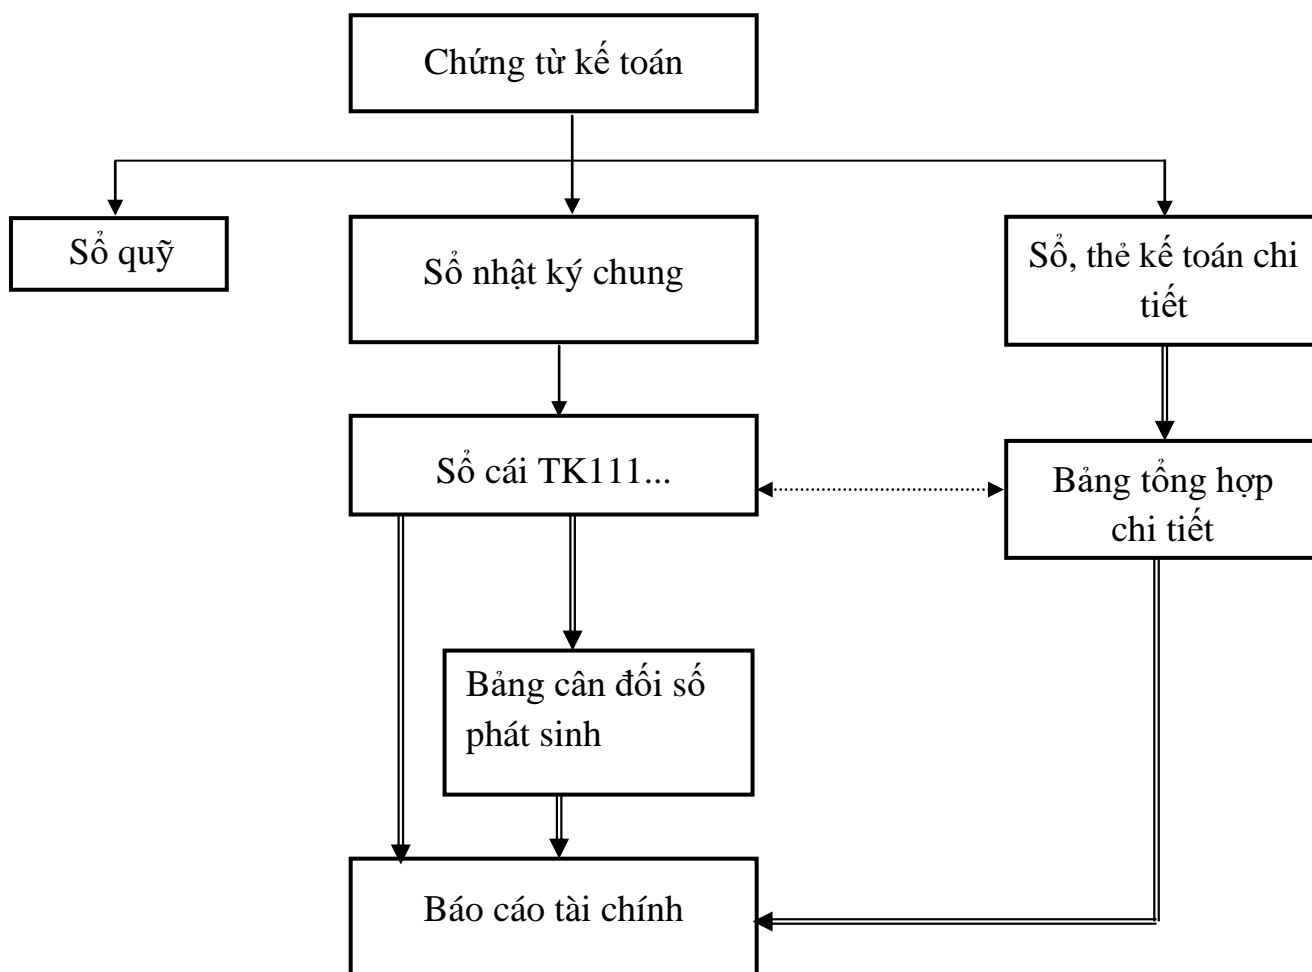 Chứng từ kế toán
Sổ quỹ
Sổ nhật ký chung
Sổ, thẻ kế toán chi
tiết
Sổ cái TK111...
Bảng tổng hợp
chi tiết
Bảng cân đối số
phát sinh
Báo cáo tài chính